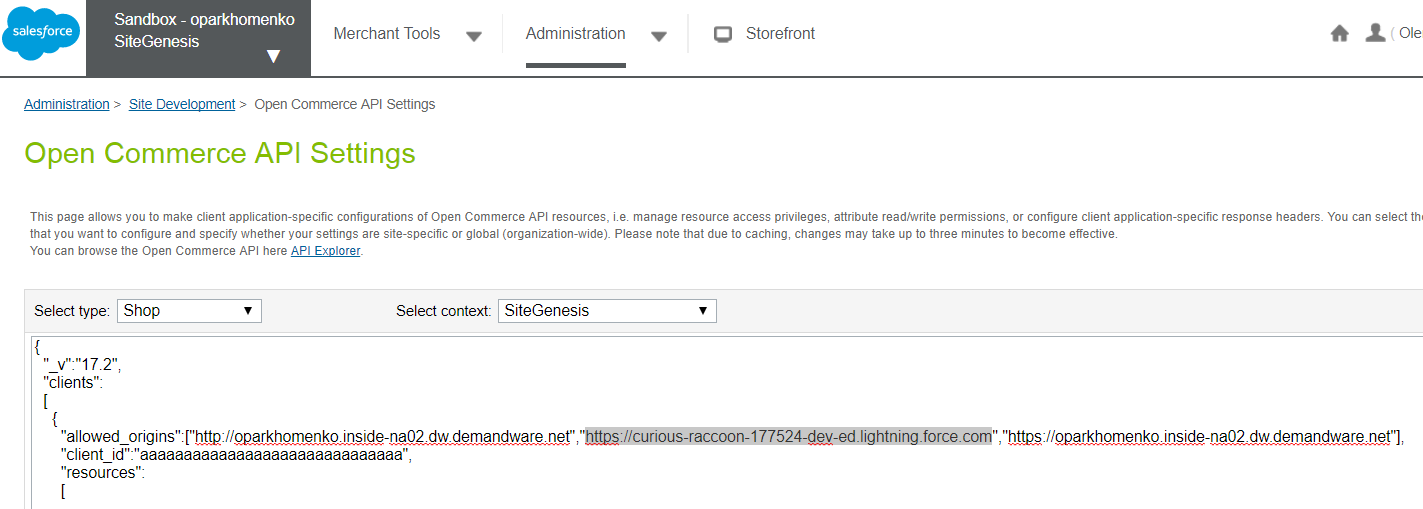 salesforce
Sandbox - oparkhomenko
SiteGenesis
Merchant Tools
Administration
Storefront
( Ole
Administration > Site Development > Open Commerce API Settings
Open Commerce API Settings
This page allows you to make client application-specific configurations of Open Commerce API resources, i.e. manage resource access privileges, attribute read/write permissions, or configure client application-specific response headers. You can select the
that you want to configure and specify whether your settings are site-specific or global (organization-wide). Please note that due to caching, changes may take up to three minutes to become effective.
You can browse the Open Commerce API here API Explorer.
Select type: Shop Select context: SiteGenesis
{
"_v":"17.2",
"clients":
[
{
"allowed_origins":["http://oparkhomenko.inside-na02.dw.demandware.net","https://curious-raccoon-177524-dev-ed.lightning.force.com","https://oparkhomenko.inside-na02.dw.demandware.net"],
"client_id":"aaaaaaaaaaaaaaaaaaaaaaaaaaaaaa",
"resources":
[